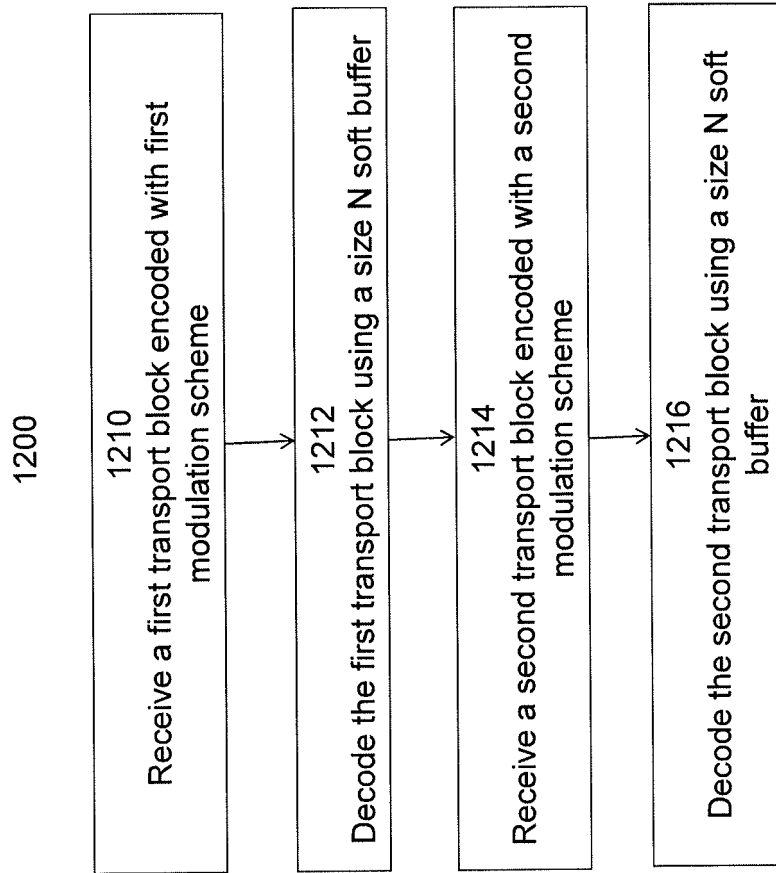 1200
1210
Receive a first transport block encoded with first
modulation scheme
1212
Decode the first transport block using a size N soft buffer
1214
Receive a second transport block encoded with a second
modulation scheme
1216
Decode the second transport block using a size N soft
buffer